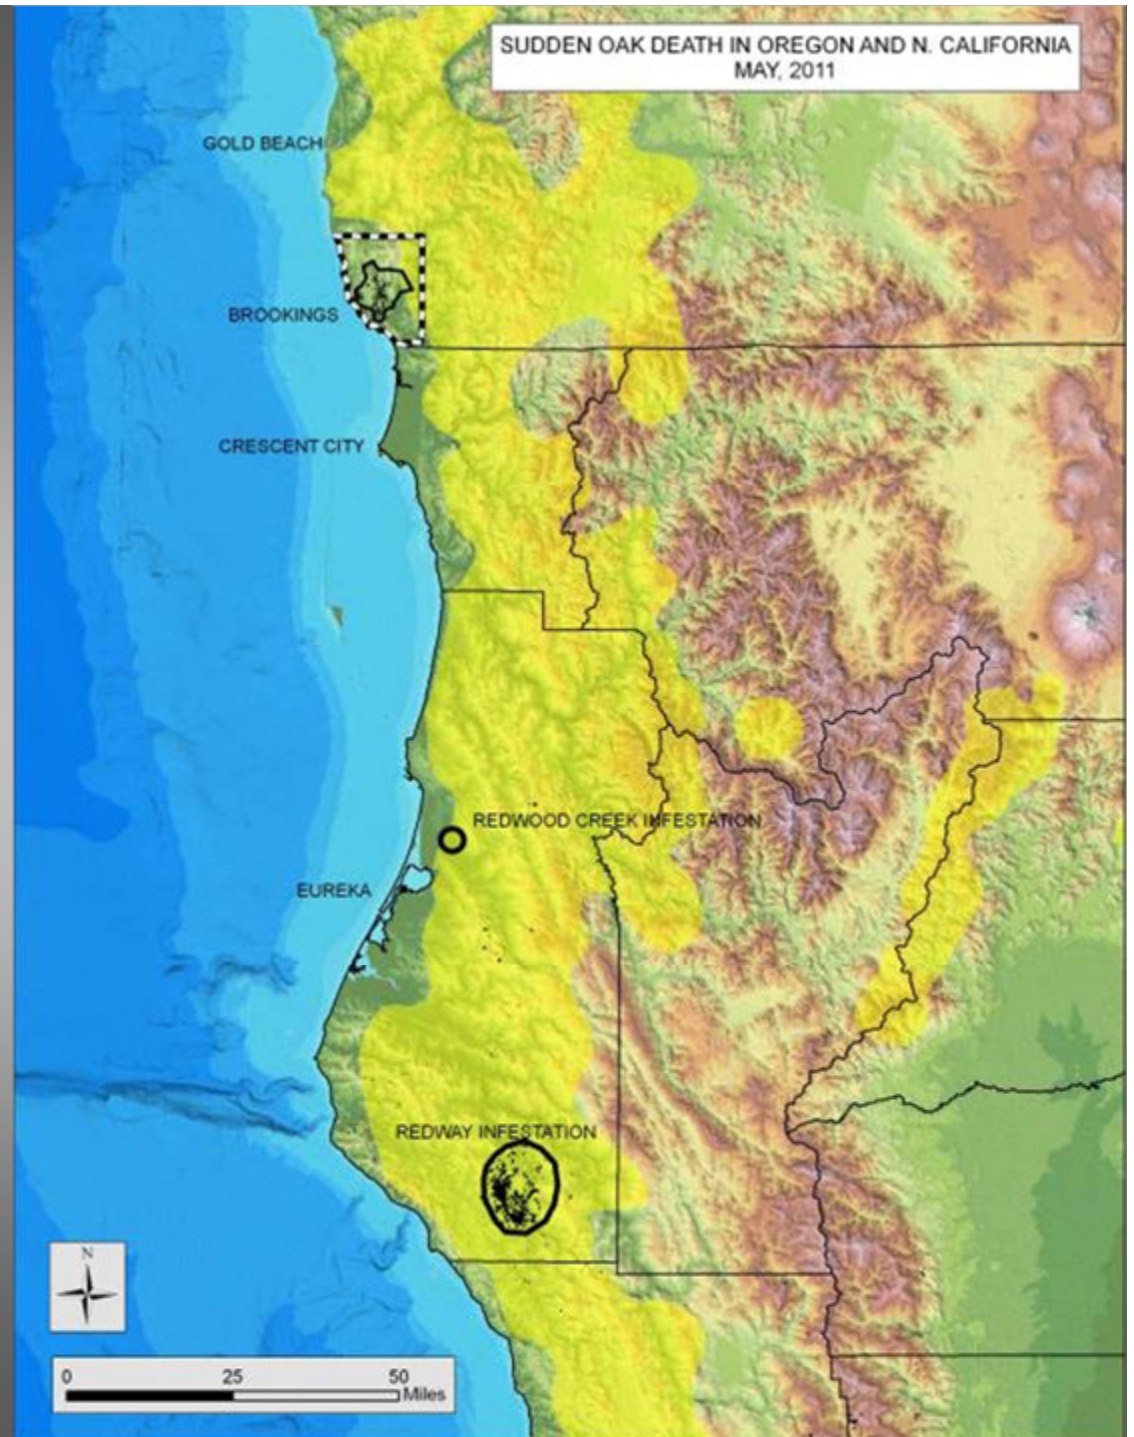 SUDDEN OAK DEATH IN OREGON AND N. CALIFORNIA
MAY, 2011
GOLD BEACH
BROOKINGS
CRESCENT CITY
REDWOOD CREEK INFESTATION
EUREKA
REDWAY INFESTATION
N
0 25 50
Miles